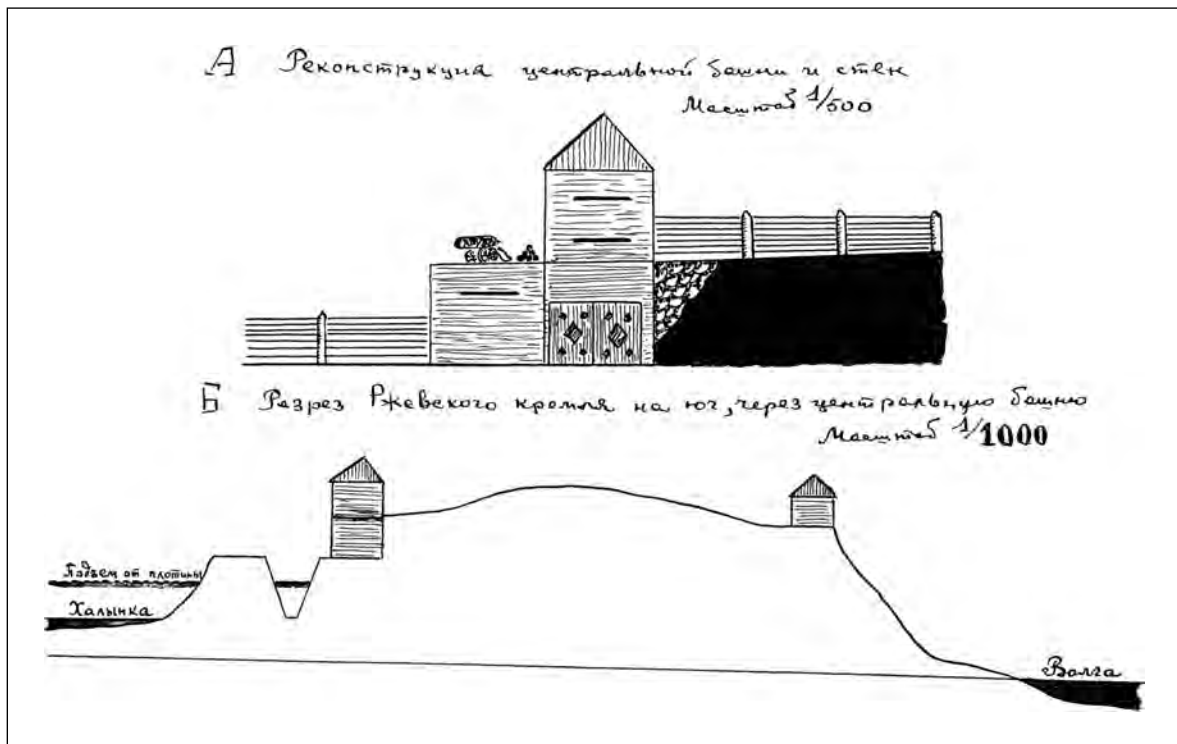 А Реконструкция центральной башни и стен
Масштаб 1/500
Б Разрез Ржевского кремля на юг, через центральную башню
Масштаб 1/1000
Подъем от плотины
Халынка
Волга